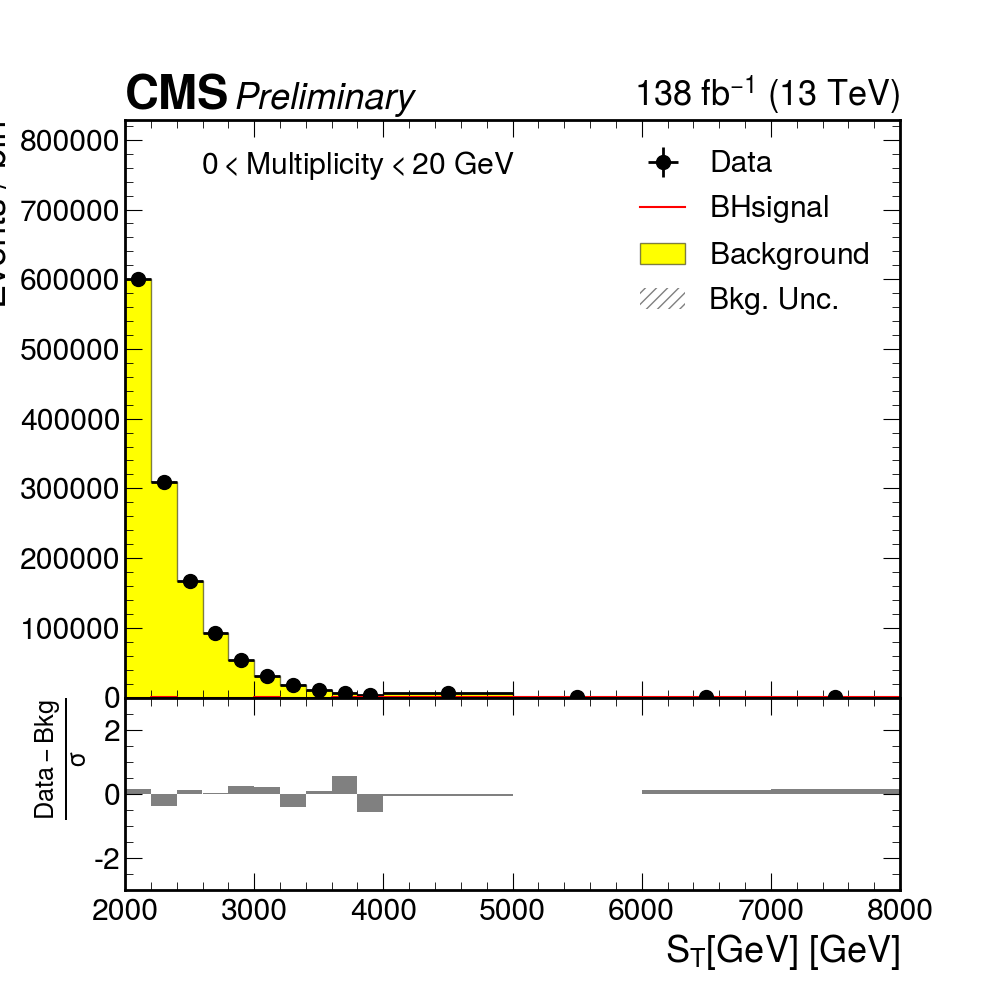 CMS Preliminary 138 fb⁻¹ (13 TeV)
0 < Multiplicity < 20 GeV
Data
BHsignal
Background
Bkg. Unc.
800000
700000
600000
500000
400000
300000
200000
100000
0
Data – Bkg
σ
2
0
-2
2000 3000 4000 5000 6000 7000 8000
S_T[GeV] [GeV]